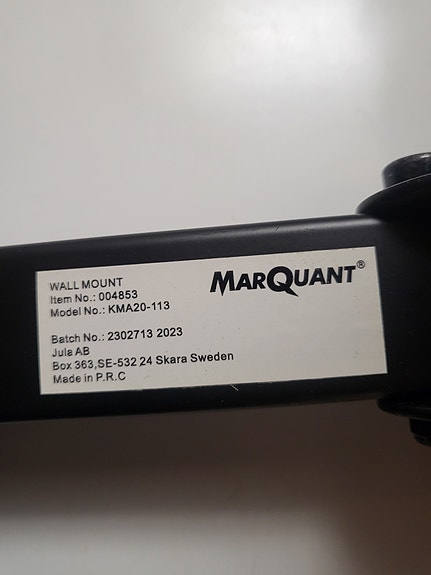 WALL MOUNT
Item No.: 004853
Model No.: KMA20-113
MARQUANT®
Batch No.: 2302713 2023
Jula AB
Box 363,SE-532 24 Skara Sweden
Made in P.R.C